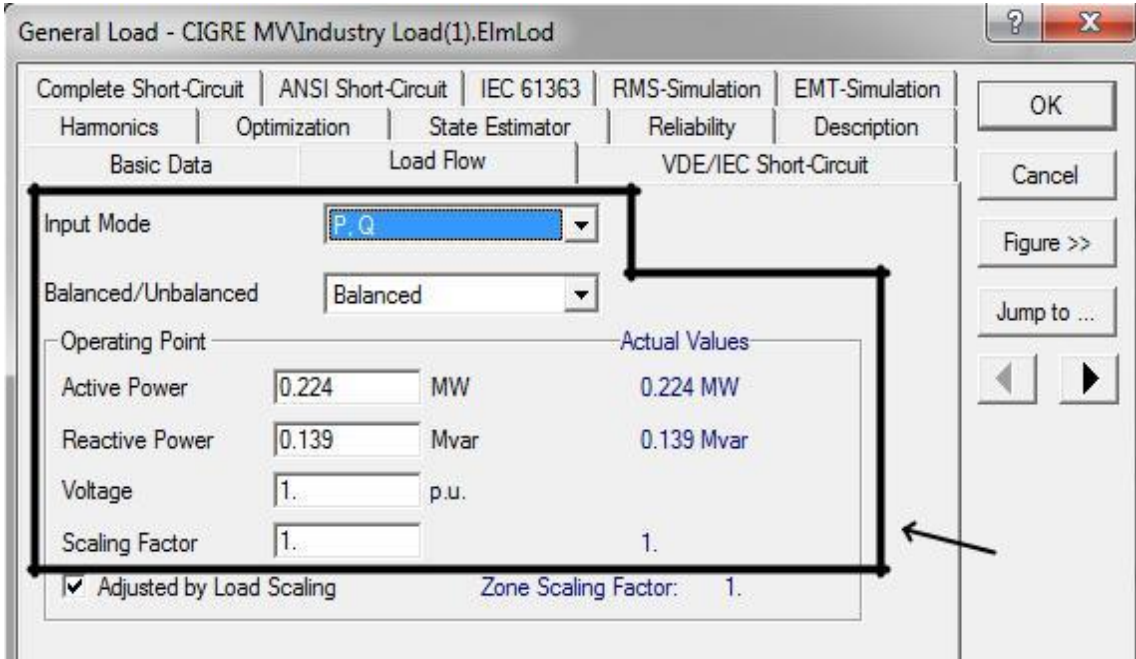 General Load - CIGRE MV\Industry Load(1).ElmLod
Complete Short-Circuit ANSI Short-Circuit IEC 61363 RMS-Simulation EMT-Simulation
Harmonics Optimization State Estimator Reliability Description
Basic Data Load Flow VDE/IEC Short-Circuit
OK
Cancel
Figure >>
Jump to ...
Input Mode P, Q
Balanced/Unbalanced Balanced
Operating Point Actual Values
Active Power 0.224 MW 0.224 MW
Reactive Power 0.139 Mvar 0.139 Mvar
Voltage 1. p.u.
Scaling Factor 1. 1.
Adjusted by Load Scaling Zone Scaling Factor: 1.